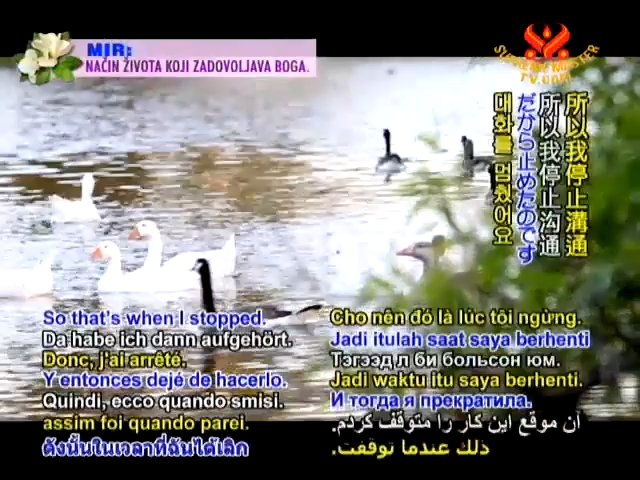 MIR:
NAČIN ŽIVOTA KOJI ZADOVOLJAVA BOGA.
SUPREME MASTER
TV.COM
所以我停止溝通
所以我停止沟通
だから止めたのです
대화를 멈췄어요
So that's when I stopped.
Da habe ich dann aufgehört.
Donc, j'ai arrêté.
Y entonces dejé de hacerlo.
Quindi, ecco quando smisi.
assim foi quando parei.
ดังนั้นในเวลาที่ฉันได้เลิก
Cho nên đó là lúc tôi ngừng.
Jadi itulah saat saya berhenti
Тэгээд л би больсон юм.
Jadi waktu itu saya berhenti.
И тогда я прекратила.
آن موقع این کار را متوقف کردم.
ذلك عندما توقفت.